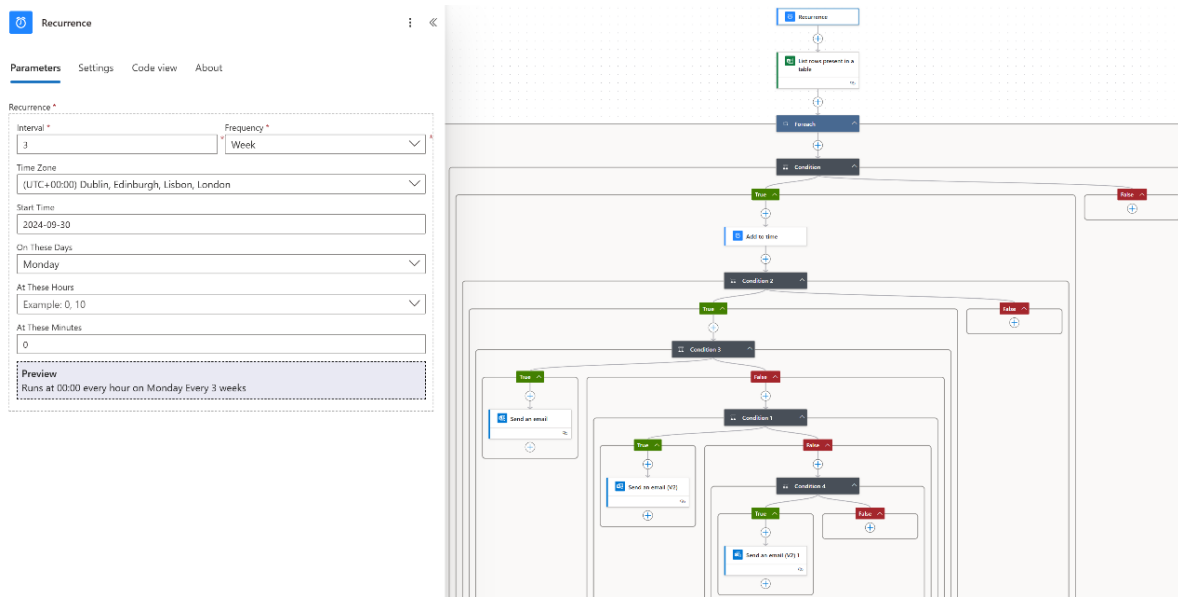 Recurrence
Parameters Settings Code view About
Recurrence *
Interval * Frequency *
3 * Week *
Time Zone
(UTC+00:00) Dublin, Edinburgh, Lisbon, London
Start Time
2024-09-30
On These Days
Monday
At These Hours
Example: 0, 10
At These Minutes
0
Preview
Runs at 00:00 every hour on Monday Every 3 weeks
Recurrence
List rows present in a
table
Foreach
Condition
True False
Add to time
Condition 2
True False
Condition 3
True False
Send an email
Condition 1
True False
Send an email (V2)
Condition 4
True False
Send an email (V2) 1